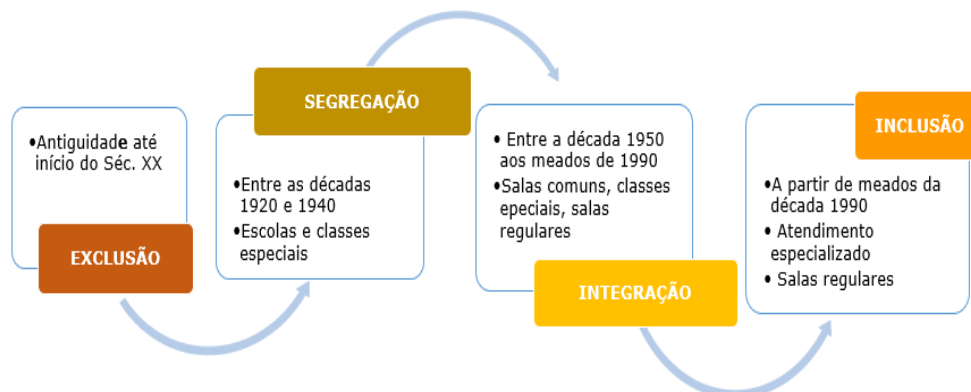 •Antiguidade até
início do Séc. XX
EXCLUSÃO
SEGREGAÇÃO
•Entre as décadas
1920 e 1940
•Escolas e classes
especiais
• Entre a década 1950
aos meados de 1990
•Salas comuns, classes
epeciais, salas
regulares
INTEGRAÇÃO
INCLUSÃO
•A partir de meados da
década 1990
• Atendimento
especializado
• Salas regulares